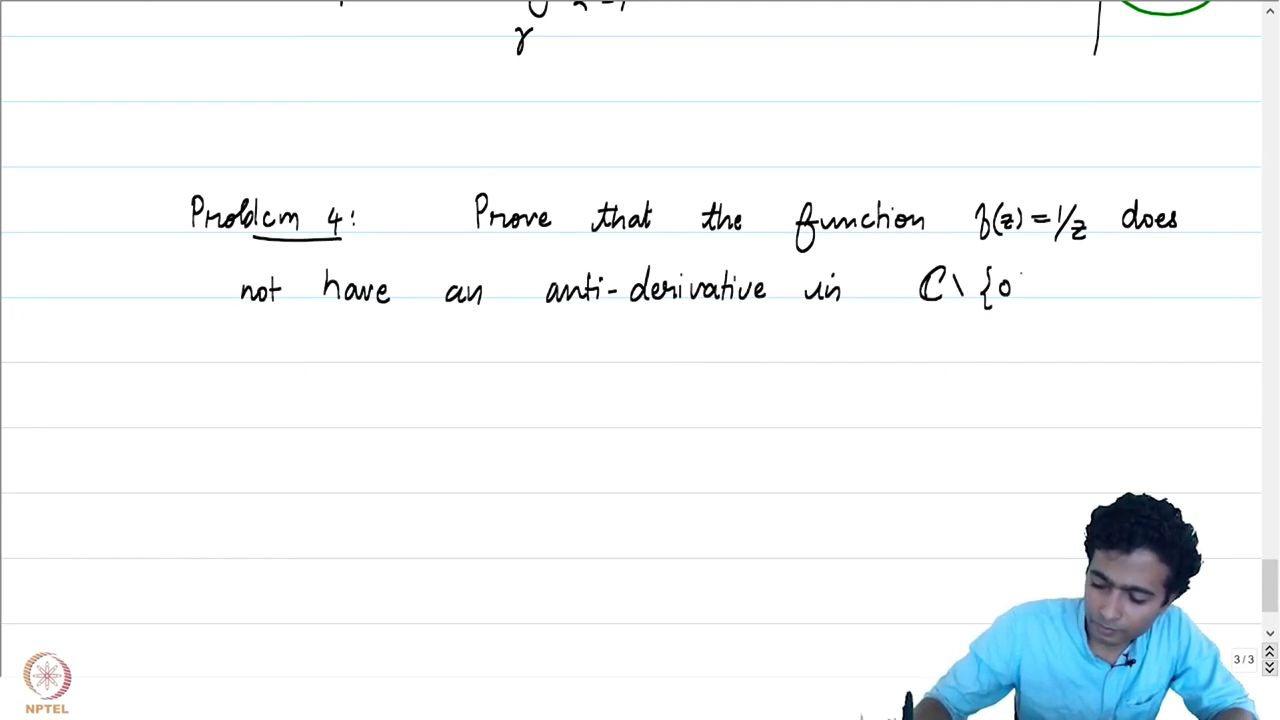 γ
Problem 4: Prove that the function f(z) = 1/z does
not have an anti-derivative in ℂ \ {0
3 / 3
NPTEL